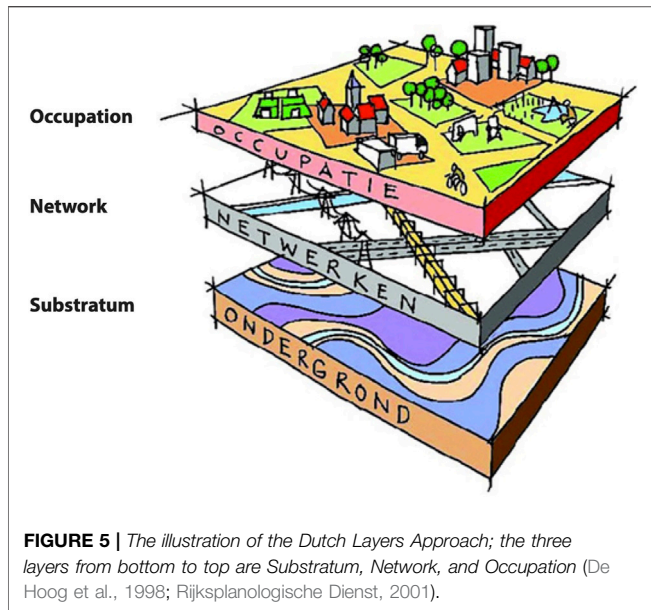 Occupation
OCCUPATIE
Network
NETWERKEN
Substratum
ONDERGROND
FIGURE 5 | The illustration of the Dutch Layers Approach; the three
layers from bottom to top are Substratum, Network, and Occupation (De
Hoog et al., 1998; Rijksplanologische Dienst, 2001).